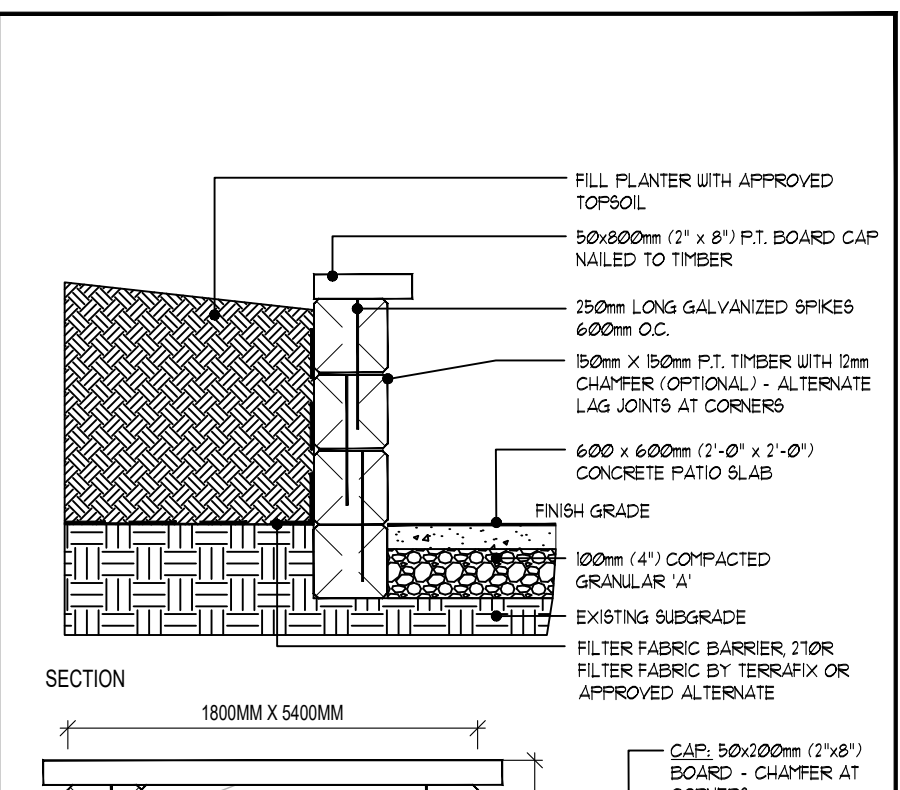 FILL PLANTER WITH APPROVED
TOPSOIL
50x800mm (2" x 8") P.T. BOARD CAP
NAILED TO TIMBER
250mm LONG GALVANIZED SPIKES
600mm O.C.
150mm X 150mm P.T. TIMBER WITH 12mm
CHAMFER (OPTIONAL) - ALTERNATE
LAG JOINTS AT CORNERS
600 x 600mm (2'-0" x 2'-0")
CONCRETE PATIO SLAB
FINISH GRADE
100mm (4") COMPACTED
GRANULAR 'A'
EXISTING SUBGRADE
FILTER FABRIC BARRIER, 270R
FILTER FABRIC BY TERRAFIX OR
APPROVED ALTERNATE
SECTION
1800MM X 5400MM
CAP: 50x200mm (2"x8")
BOARD - CHAMFER AT